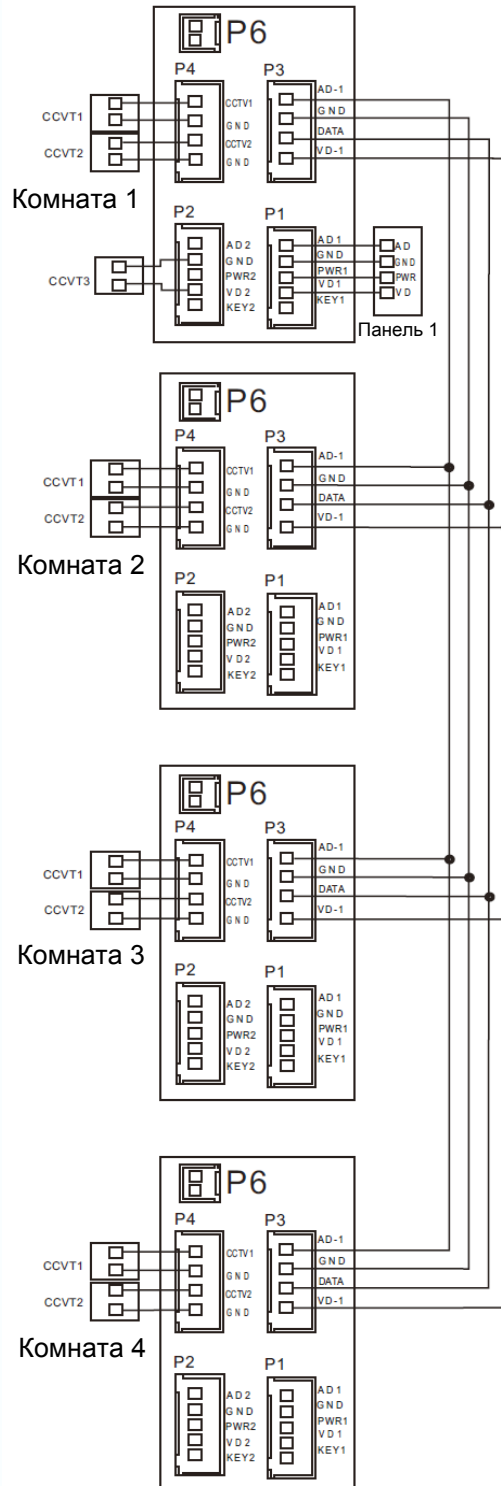 P6
P4
P3
CCVT1
CCVT2
CCTV1
GND
CCTV2
GND
AD-1
GND
DATA
VD-1
Комната 1
P2
P1
CCVT3
AD2
GND
PWR2
VD2
KEY2
AD1
GND
PWR1
VD1
KEY1
AD
GND
PWR
VD
Панель 1
P6
P4
P3
CCVT1
CCVT2
CCTV1
GND
CCTV2
GND
AD-1
GND
DATA
VD-1
Комната 2
P2
P1
AD2
GND
PWR2
VD2
KEY2
AD1
GND
PWR1
VD1
KEY1
P6
P4
P3
CCVT1
CCVT2
CCTV1
GND
CCTV2
GND
AD-1
GND
DATA
VD-1
Комната 3
P2
P1
AD2
GND
PWR2
VD2
KEY2
AD1
GND
PWR1
VD1
KEY1
P6
P4
P3
CCVT1
CCVT2
CCTV1
GND
CCTV2
GND
AD-1
GND
DATA
VD-1
Комната 4
P2
P1
AD2
GND
PWR2
VD2
KEY2
AD1
GND
PWR1
VD1
KEY1